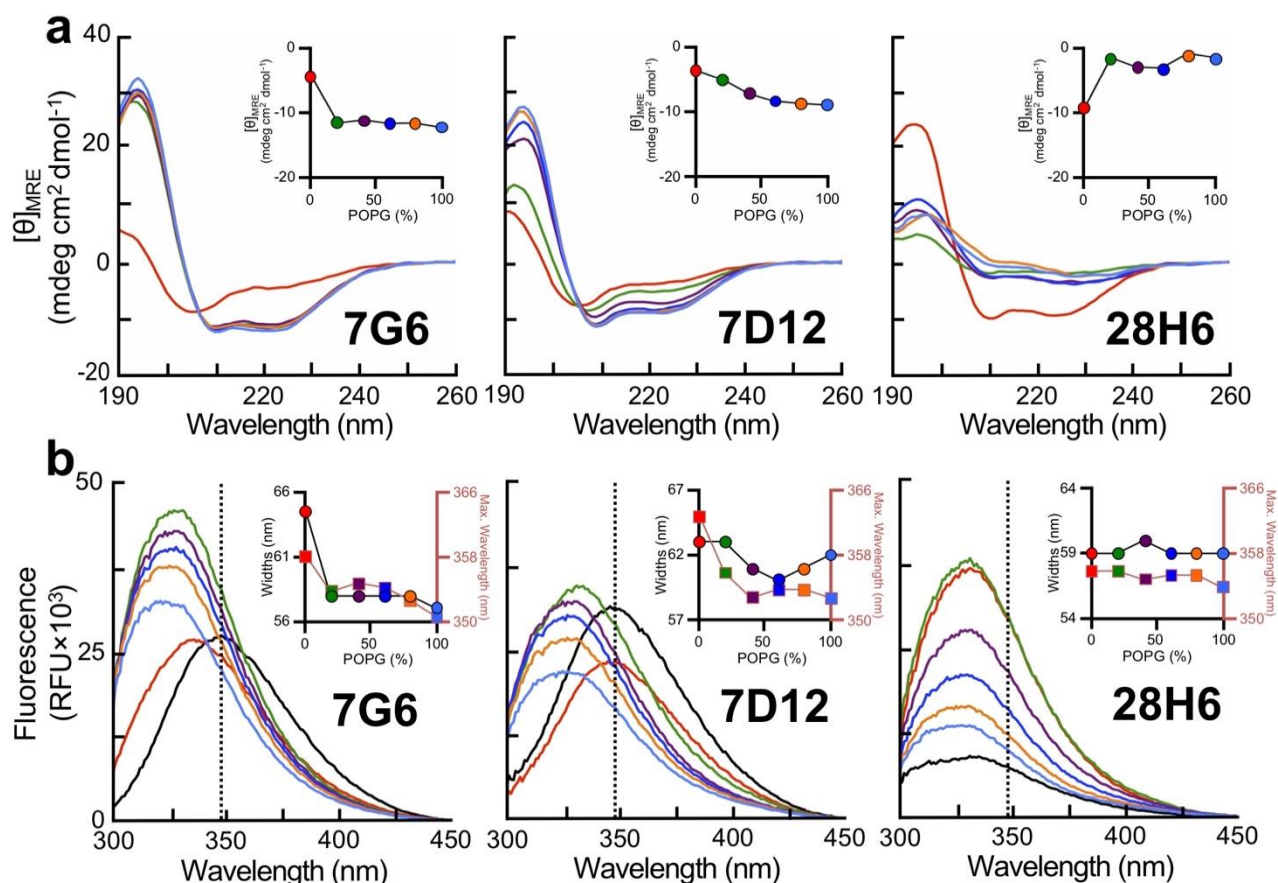 a
[θ]MRE
(mdeg cm² dmol⁻¹)
40
20
0
-20
190
200
220
240
260
Wavelength (nm)
7G6
[θ]MRE
(mdeg cm² dmol⁻¹)
0
-10
-20
0
50
100
POPG (%)
190
200
220
240
260
Wavelength (nm)
7D12
[θ]MRE
(mdeg cm² dmol⁻¹)
0
-10
-20
0
50
100
POPG (%)
190
200
220
240
260
Wavelength (nm)
28H6
[θ]MRE
(mdeg cm² dmol⁻¹)
0
-10
-20
0
50
100
POPG (%)
b
Fluorescence
(RFU×10³)
50
25
0
300
350
400
450
Wavelength (nm)
7G6
Widths (nm)
66
61
56
0
50
100
POPG (%)
366
358
350
Max. Wavelength (nm)
300
350
400
450
Wavelength (nm)
7D12
Widths (nm)
67
62
57
0
50
100
POPG (%)
366
358
350
Max. Wavelength (nm)
300
350
400
450
Wavelength (nm)
28H6
Widths (nm)
64
59
54
0
50
100
POPG (%)
366
358
350
Max. Wavelength (nm)